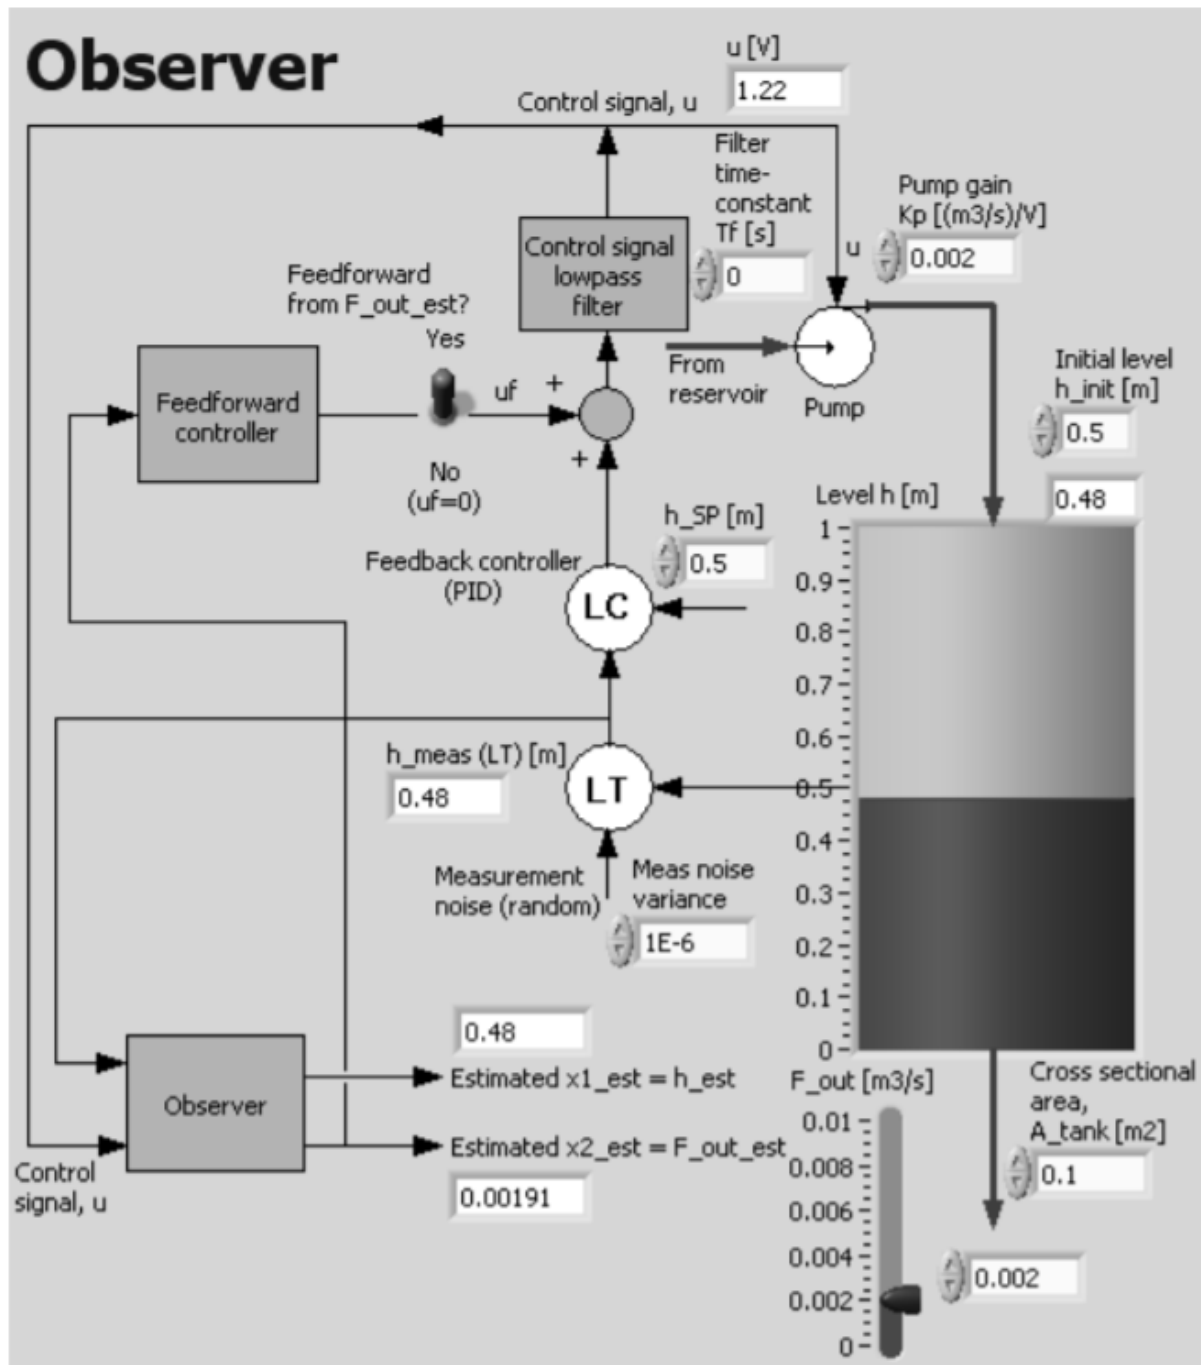 Observer
u [V]
1.22
Control signal, u
Filter
time-
constant
Tf [s]
0
Pump gain
Kp [(m3/s)/V]
0.002
u
Control signal
lowpass
filter
Feedforward
from F_out_est?
Yes
uf
+
Feedforward
controller
No
(uf=0)
+
From
reservoir
Pump
Initial level
h_init [m]
0.5
0.48
Level h [m]
1
0.9
0.8
0.7
0.6
0.5
0.4
0.3
0.2
0.1
0
h_SP [m]
0.5
Feedback controller
(PID)
LC
h_meas (LT) [m]
0.48
LT
Measurement
noise (random)
Meas noise
variance
1E-6
Observer
0.48
Estimated x1_est = h_est
Estimated x2_est = F_out_est
0.00191
Control
signal, u
F_out [m3/s]
0.01
0.008
0.006
0.004
0.002
0
Cross sectional
area,
A_tank [m2]
0.1
0.002